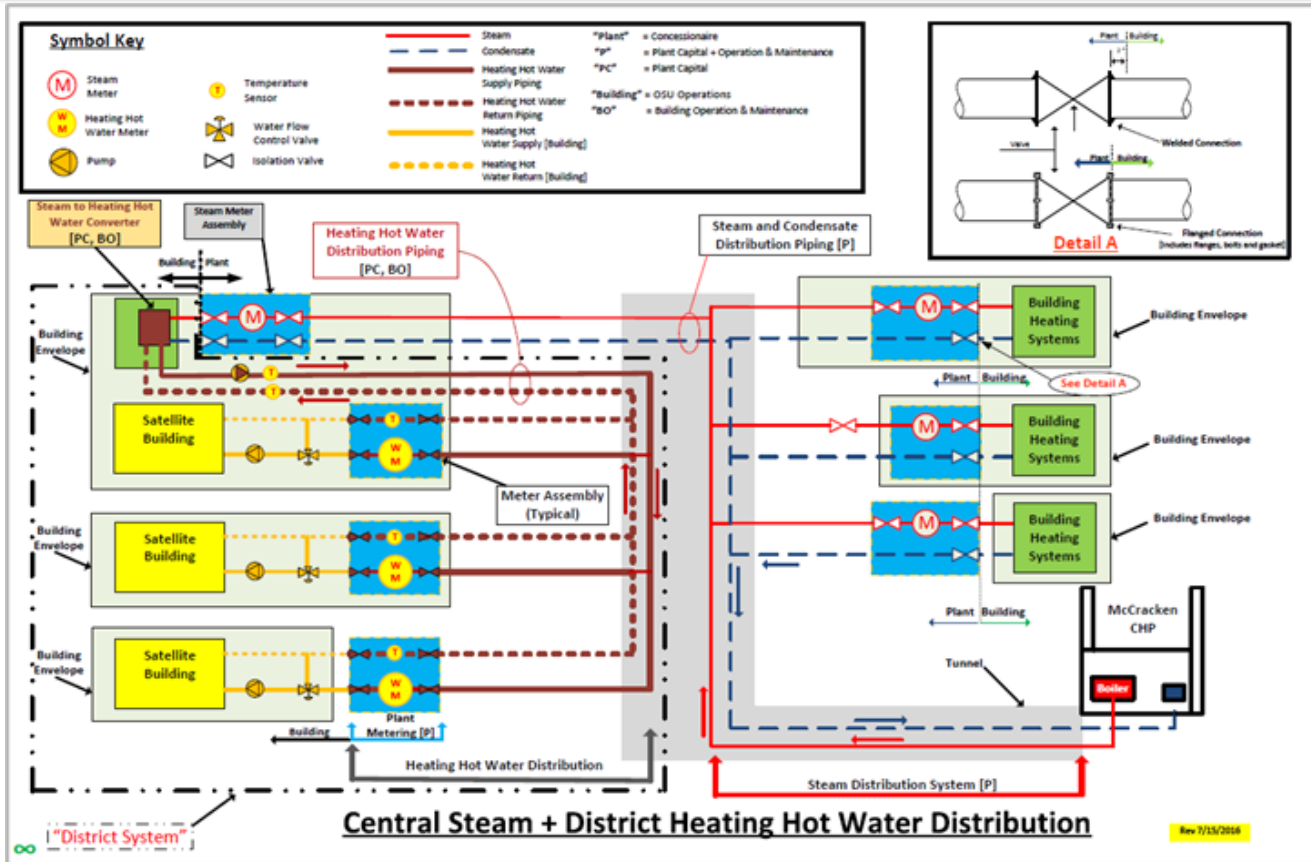 Symbol Key
M
Steam
Meter
W
M
Heating Hot
Water Meter
Pump
T
Temperature
Sensor
Water Flow
Control Valve
Isolation Valve
Steam
Condensate
Heating Hot Water
Supply Piping
Heating Hot Water
Return Piping
Heating Hot
Water Supply [Building]
Heating Hot
Water Return [Building]
"Plant" = Concessionaire
"P" = Plant Capital + Operation & Maintenance
"PC" = Plant Capital
"Building" = OSU Operations
"BO" = Building Operation & Maintenance
Plant Building
Welded Connection
Valve
Plant Building
Flanged Connection
[Includes flanges, bolts and gasket]
Detail A
Steam to Heating Hot
Water Converter
[PC, BO]
Steam Meter
Assembly
Building Plant
Heating Hot Water
Distribution Piping
[PC, BO]
Steam and Condensate
Distribution Piping [P]
Building
Envelope
M
T
T
Satellite
Building
T
W
M
Meter Assembly
(Typical)
Building
Envelope
Satellite
Building
T
W
M
Building
Envelope
Satellite
Building
T
W
M
Building
Plant
Metering [P]
Heating Hot Water Distribution
"District System"
M
Building
Heating
Systems
Building Envelope
Plant Building
See Detail A
M
Building
Heating
Systems
Building Envelope
M
Building
Heating
Systems
Building Envelope
Plant Building
McCracken
CHP
Tunnel
Boiler
Steam Distribution System [P]
Central Steam + District Heating Hot Water Distribution
Rev 7/15/2016